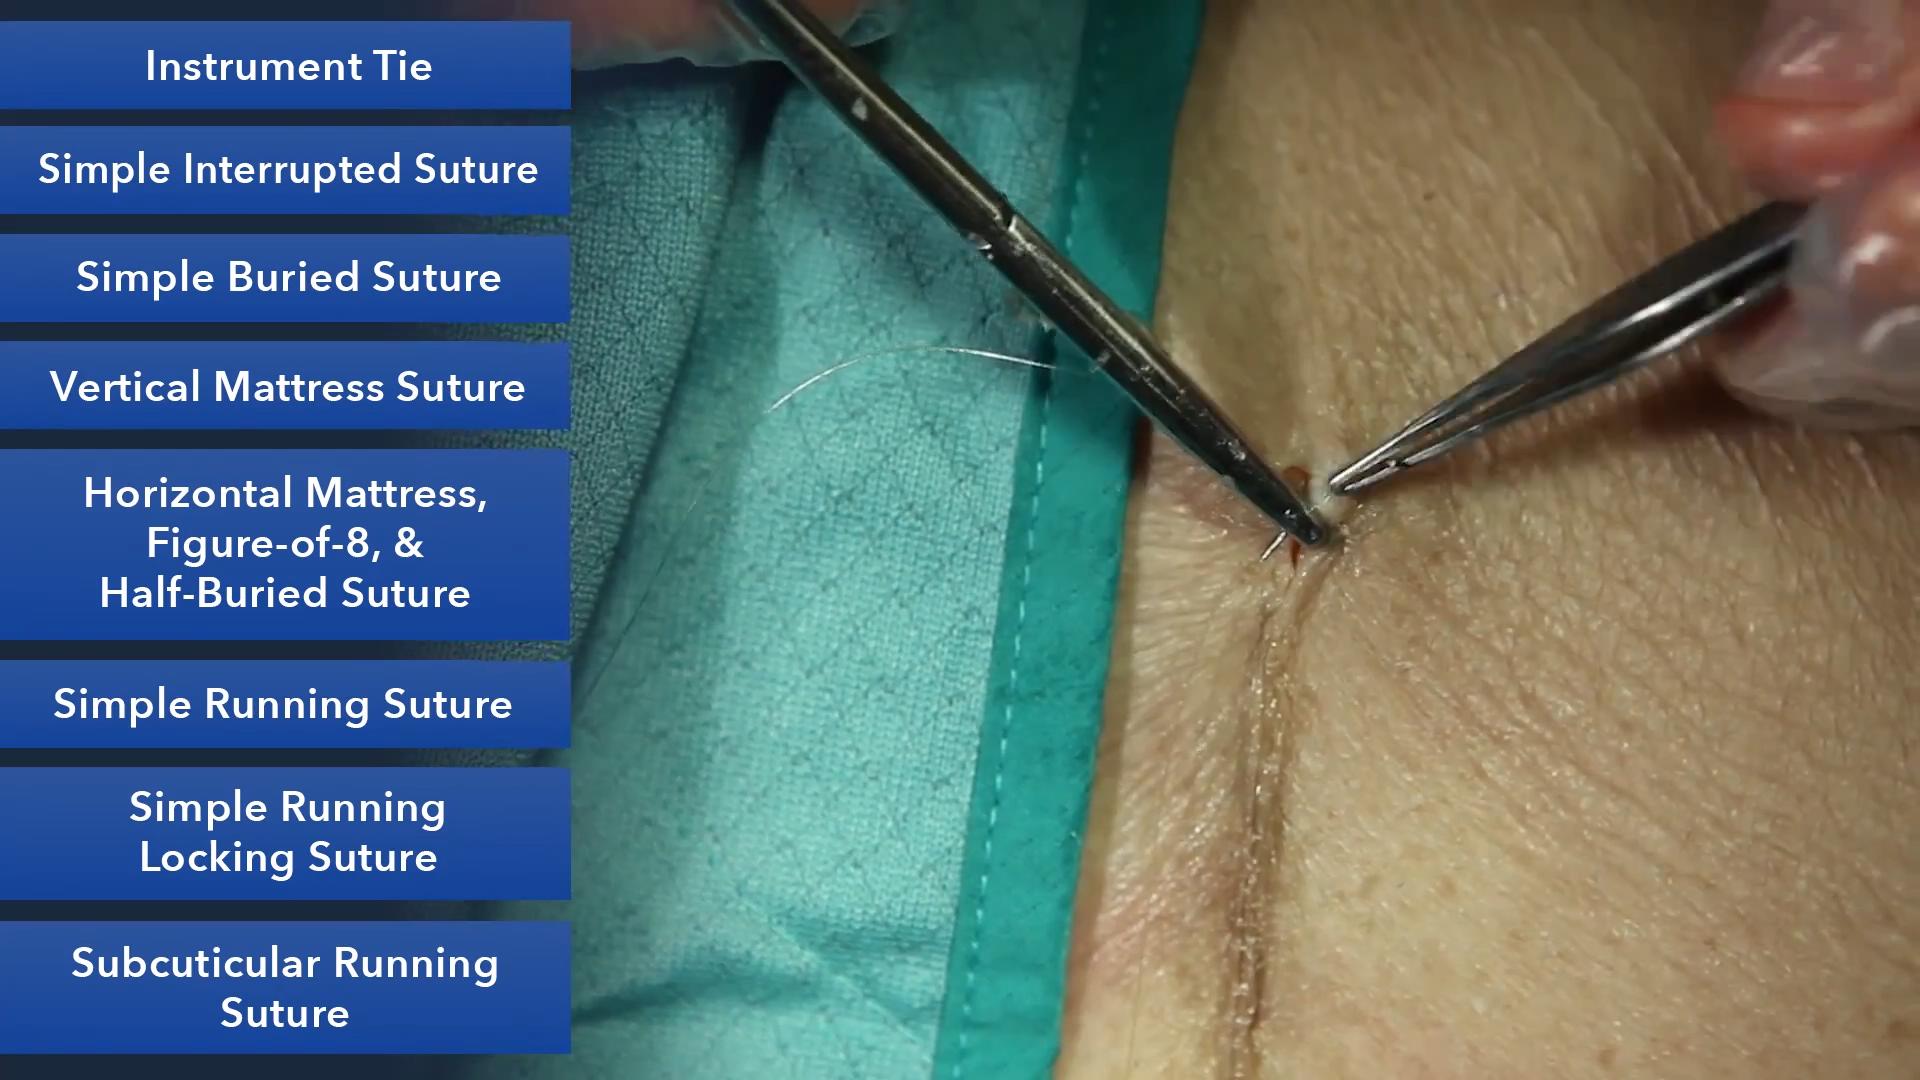 Instrument Tie
Simple Interrupted Suture
Simple Buried Suture
Vertical Mattress Suture
Horizontal Mattress,
Figure-of-8, &
Half-Buried Suture
Simple Running Suture
Simple Running
Locking Suture
Subcuticular Running
Suture